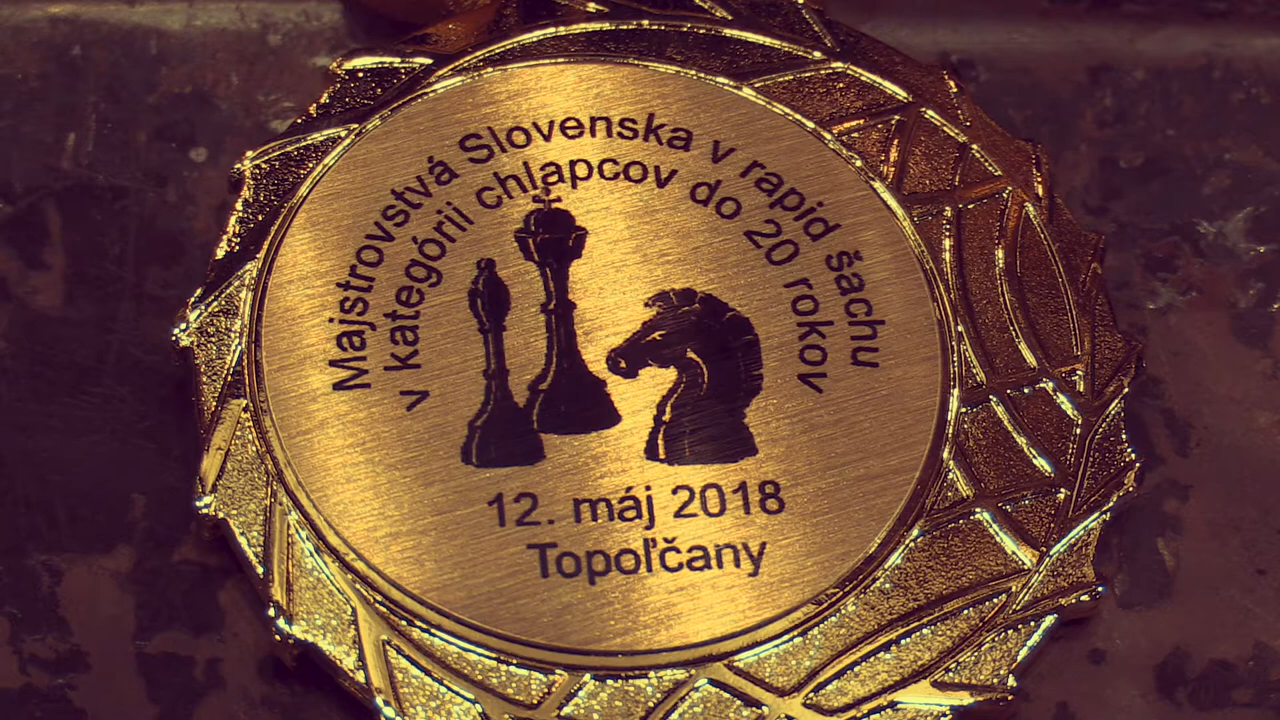 Majstrovstvá Slovenska v rapid šachu
v kategórii chlapcov do 20 rokov
12. máj 2018
Topoľčany